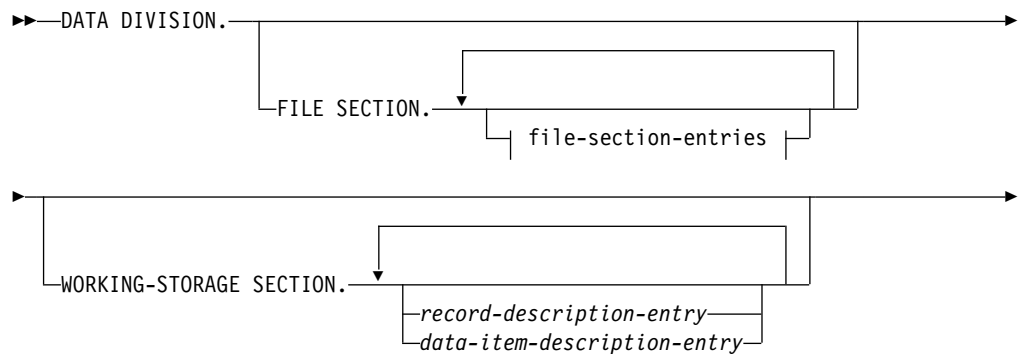 DATA DIVISION.
FILE SECTION.
file-section-entries
WORKING-STORAGE SECTION.
record-description-entry
data-item-description-entry